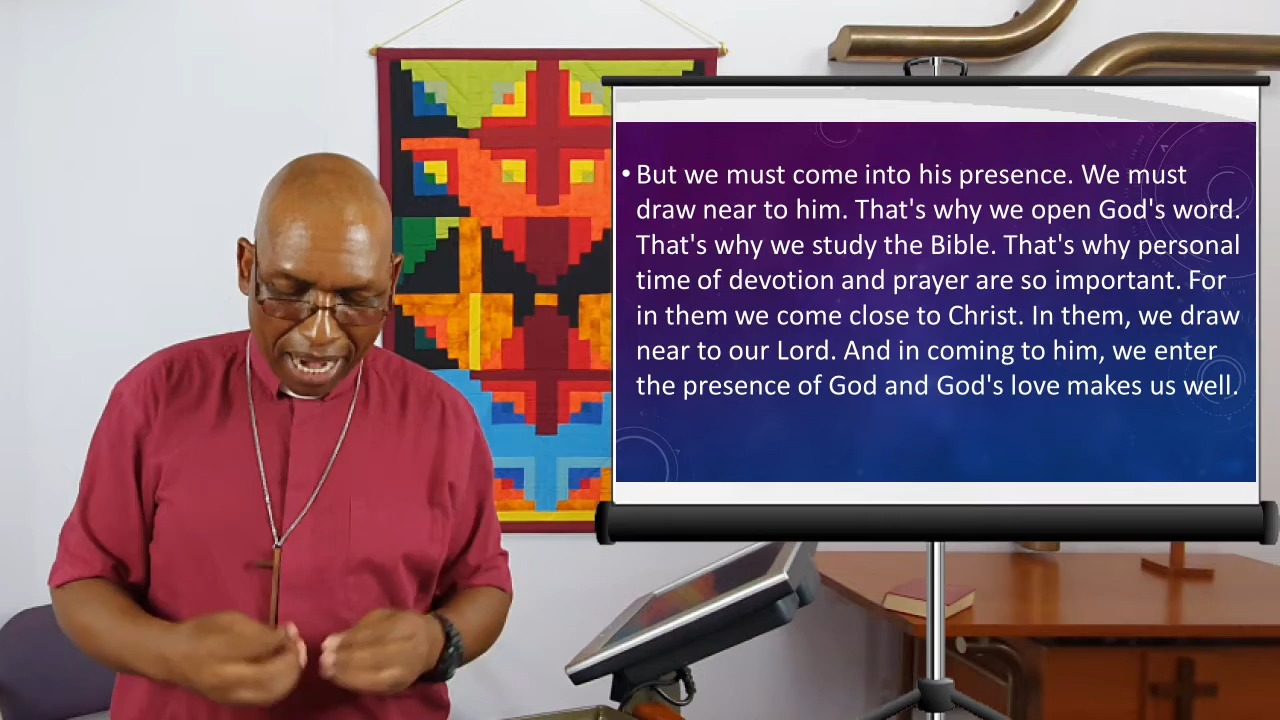 • But we must come into his presence. We must
draw near to him. That's why we open God's word.
That's why we study the Bible. That's why personal
time of devotion and prayer are so important. For
in them we come close to Christ. In them, we draw
near to our Lord. And in coming to him, we enter
the presence of God and God's love makes us well.